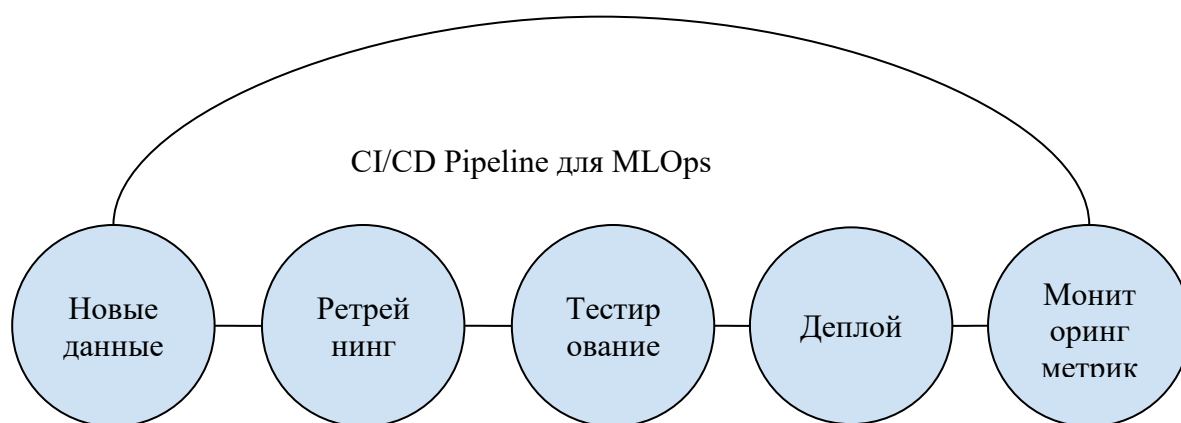 CI/CD Pipeline для MLOps
Новые
данные
Ретрей
нинг
Тестир
ование
Деплой
Монит
оринг
метрик